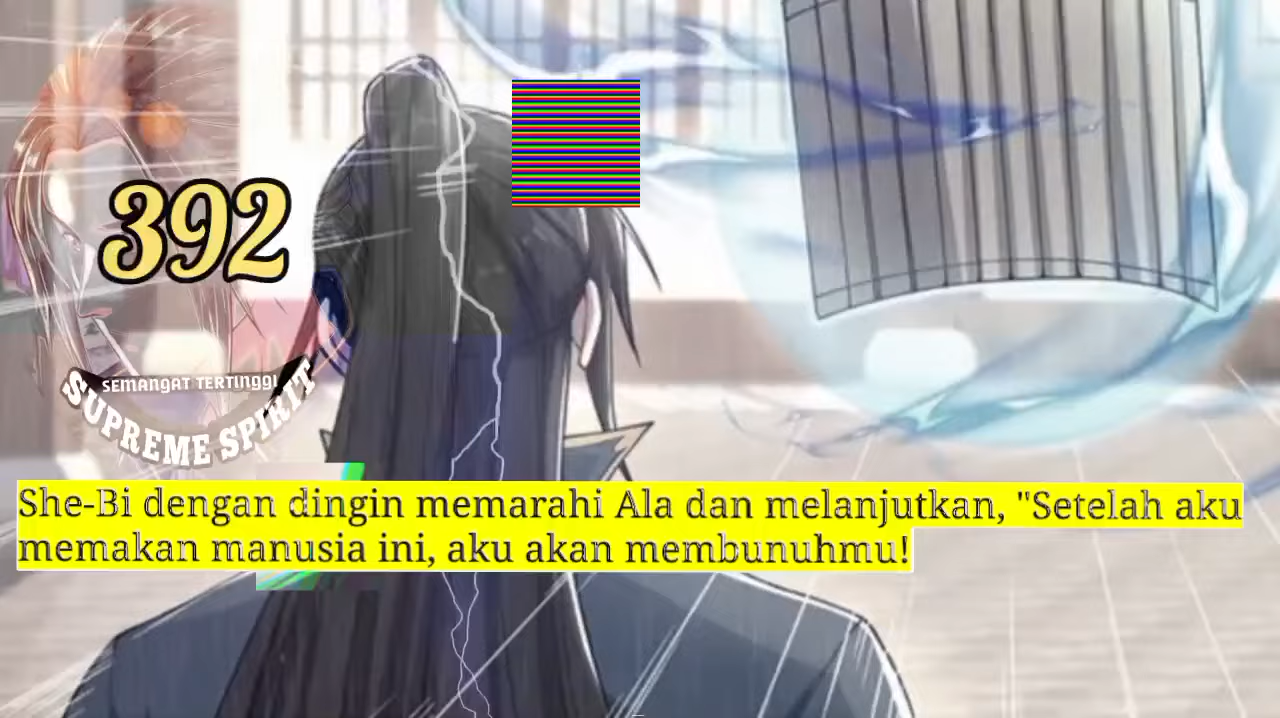 392
SEMANGAT TERTINGGI
SUPREME SPIRIT
She-Bi dengan dingin memarahi Ala dan melanjutkan, "Setelah aku
memakan manusia ini, aku akan membunuhmu!